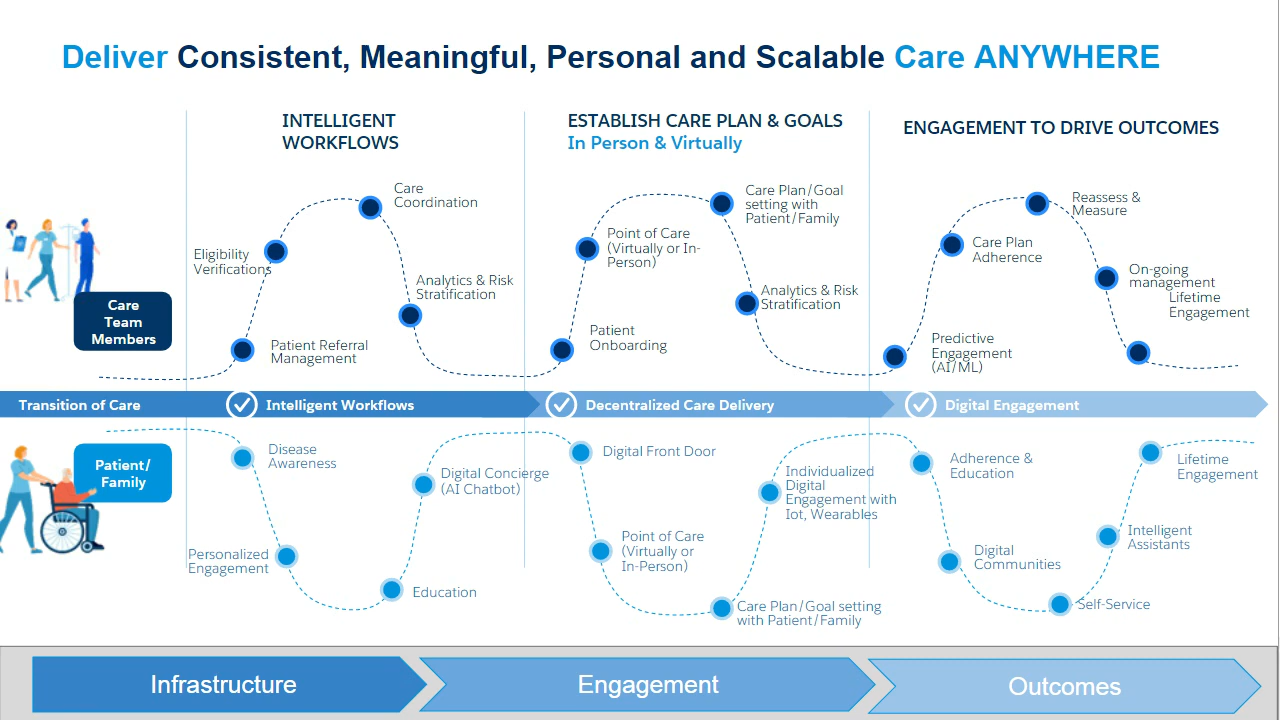 Deliver Consistent, Meaningful, Personal and Scalable Care ANYWHERE
INTELLIGENT
WORKFLOWS
ESTABLISH CARE PLAN & GOALS
In Person & Virtually
ENGAGEMENT TO DRIVE OUTCOMES
Care
Coordination
Eligibility
Verifications
Analytics & Risk
Stratification
Patient Referral
Management
Care Plan/Goal
setting with
Patient/Family
Point of Care
(Virtually or In-
Person)
Analytics & Risk
Stratification
Patient
Onboarding
Reassess &
Measure
Care Plan
Adherence
On-going
management
Lifetime
Engagement
Predictive
Engagement
(AI/ML)
Care
Team
Members
Transition of Care
Intelligent Workflows
Decentralized Care Delivery
Digital Engagement
Patient/
Family
Disease
Awareness
Digital Concierge
(AI Chatbot)
Personalized
Engagement
Education
Digital Front Door
Individualized
Digital
Engagement with
Iot, Wearables
Point of Care
(Virtually or
In-Person)
Care Plan/Goal setting
with Patient/Family
Adherence &
Education
Lifetime
Engagement
Intelligent
Assistants
Digital
Communities
Self-Service
Infrastructure
Engagement
Outcomes